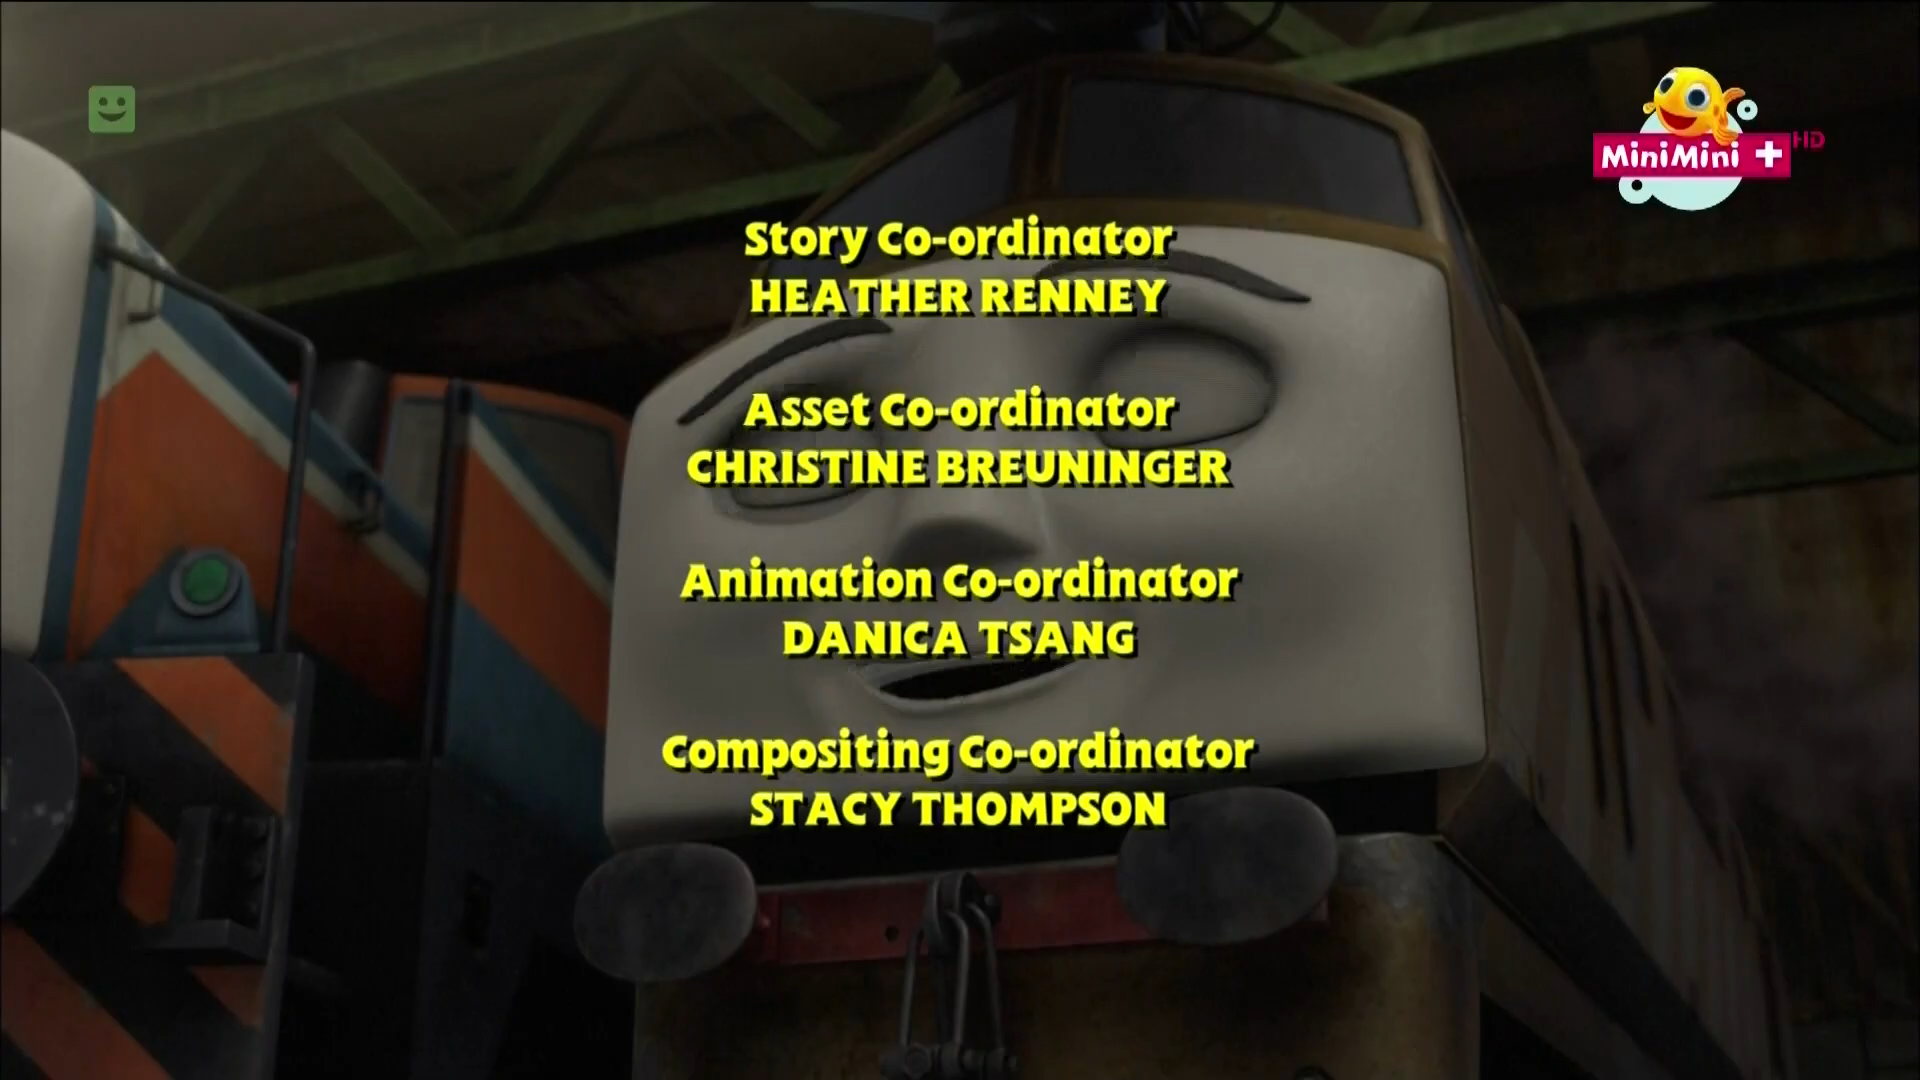 MiniMini + HD
Story Co-ordinator
HEATHER RENNEY
Asset Co-ordinator
CHRISTINE BREUNINGER
Animation Co-ordinator
DANICA TSANG
Compositing Co-ordinator
STACY THOMPSON